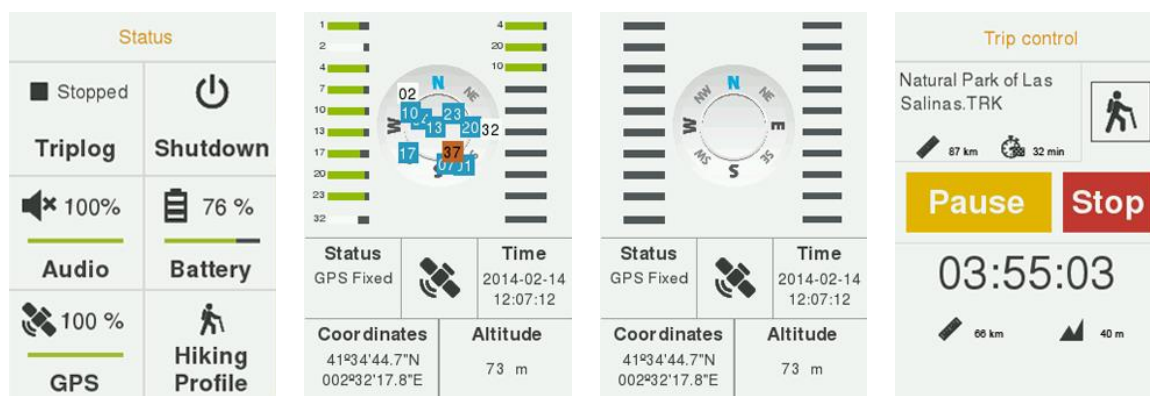 Status
Stopped
Triplog
Shutdown
100%
76 %
Audio
Battery
100 %
GPS
Hiking
Profile
1
2
4
7
10
13
17
20
23
32
4
20
10
N
NE
W
S
02
10
23
13
20
32
17
37
07
01
Status
GPS Fixed
Time
2014-02-14
12:07:12
Coordinates
41º34'44.7"N
002º32'17.8"E
Altitude
73 m
N
NE
E
SE
S
SW
W
NW
Status
GPS Fixed
Time
2014-02-14
12:07:12
Coordinates
41º34'44.7"N
002º32'17.8"E
Altitude
73 m
Trip control
Natural Park of Las
Salinas.TRK
87 km
32 min
Pause
Stop
03:55:03
66 km
40 m